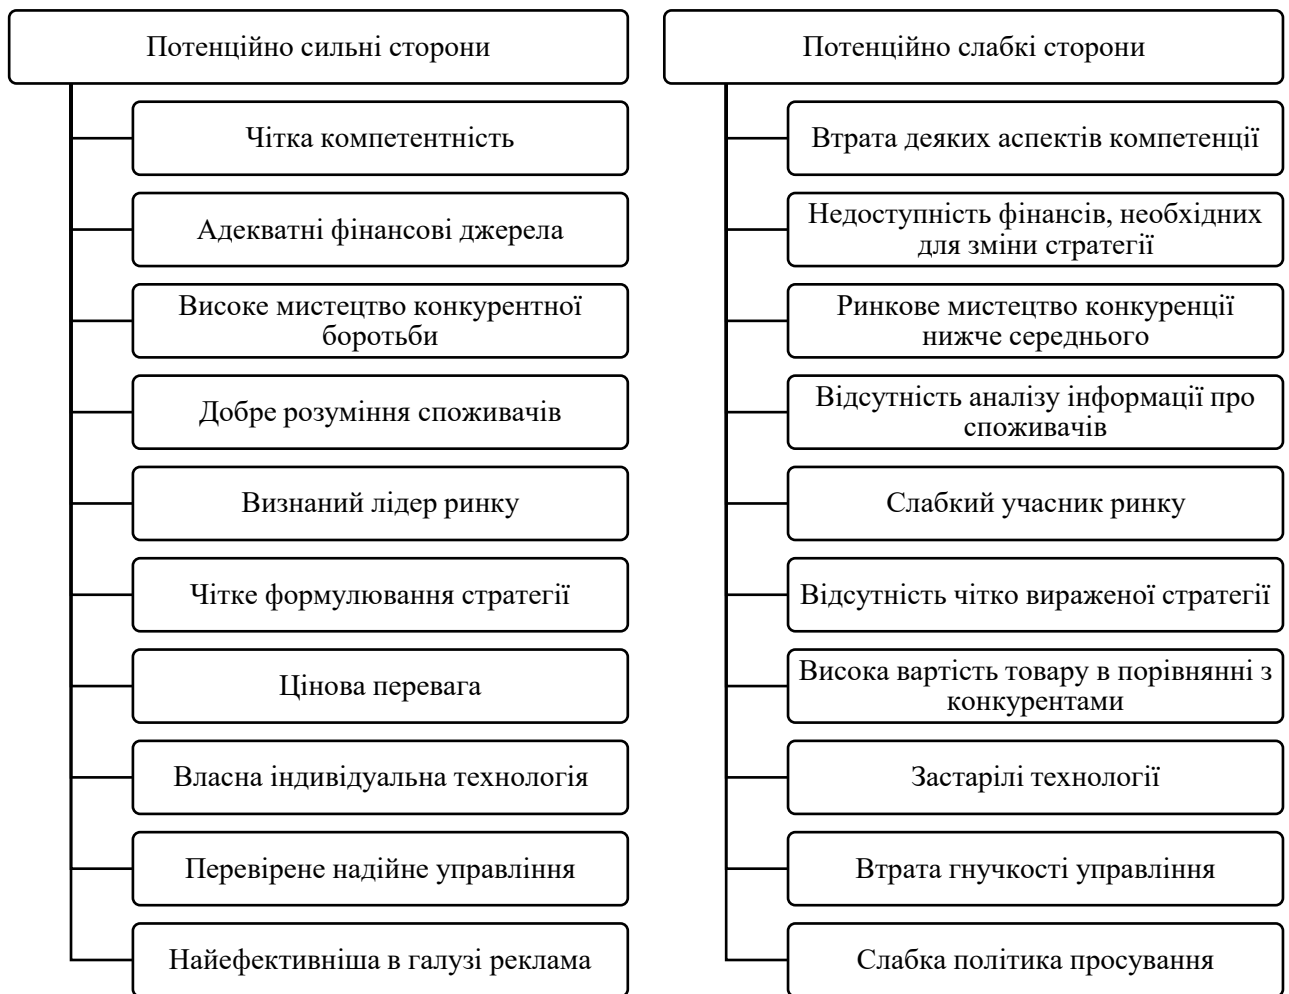 Потенційно сильні сторони
Чітка компетентність
Адекватні фінансові джерела
Високе мистецтво конкурентної
боротьби
Добре розуміння споживачів
Визнаний лідер ринку
Чітке формулювання стратегії
Цінова перевага
Власна індивідуальна технологія
Перевірене надійне управління
Найефективніша в галузі реклама
Потенційно слабкі сторони
Втрата деяких аспектів компетенції
Недоступність фінансів, необхідних
для зміни стратегії
Ринкове мистецтво конкуренції
нижче середнього
Відсутність аналізу інформації про
споживачів
Слабкий учасник ринку
Відсутність чітко вираженої стратегії
Висока вартість товару в порівнянні з
конкурентами
Застарілі технології
Втрата гнучкості управління
Слабка політика просування